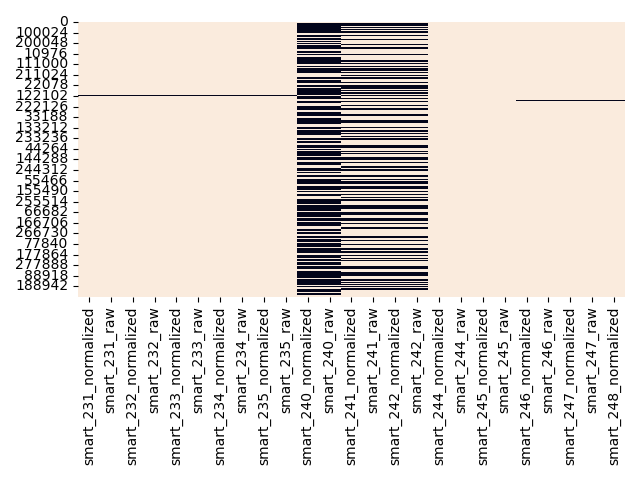 0
100024
200048
10976
111000
211024
22078
122102
222126
33188
133212
233236
44264
144288
244312
55466
155490
255514
66682
166706
266730
77840
177864
277888
88918
188942
smart_231_normalized
smart_231_raw
smart_232_normalized
smart_232_raw
smart_233_normalized
smart_233_raw
smart_234_normalized
smart_234_raw
smart_235_normalized
smart_235_raw
smart_240_normalized
smart_240_raw
smart_241_normalized
smart_241_raw
smart_242_normalized
smart_242_raw
smart_244_normalized
smart_244_raw
smart_245_normalized
smart_245_raw
smart_246_normalized
smart_246_raw
smart_247_normalized
smart_247_raw
smart_248_normalized